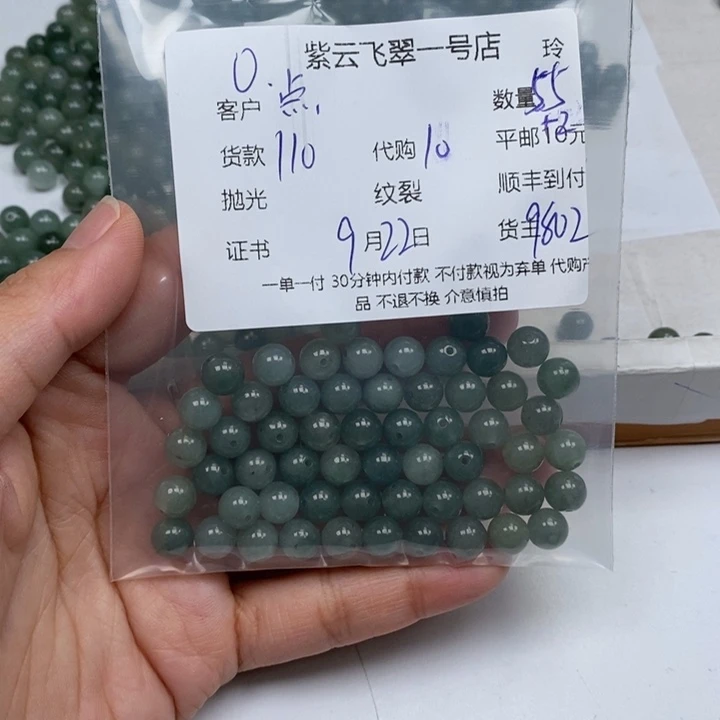 紫云飞翠一号店 玲
客户 0.点, 数量55
+3
货款110 代购10 平邮10元
抛光 纹裂 顺丰到付
证书 9月22日 货主9802
一单一付 30分钟内付款 不付款视为弃单 代购产
品 不退不换 介意慎拍